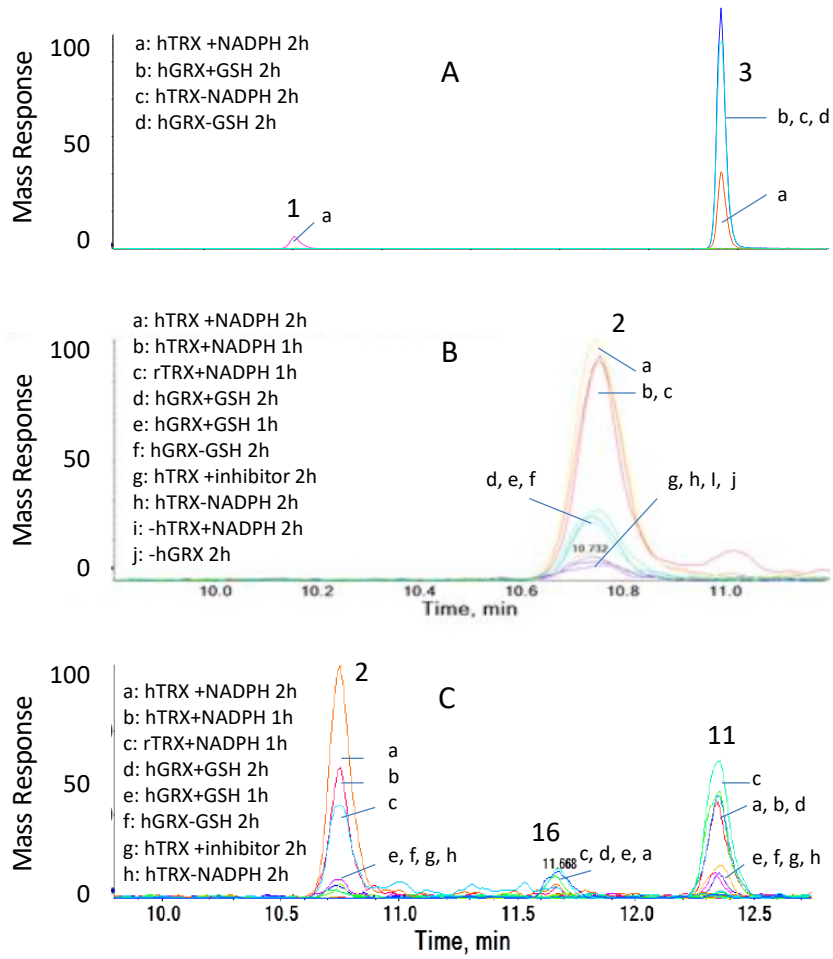 100
50
0
Mass Response
a: hTRX +NADPH 2h
b: hGRX+GSH 2h
c: hTRX-NADPH 2h
d: hGRX-GSH 2h
A
3
b, c, d
a
1
a
100
50
0
Mass Response
a: hTRX +NADPH 2h
b: hTRX+NADPH 1h
c: rTRX+NADPH 1h
d: hGRX+GSH 2h
e: hGRX+GSH 1h
f: hGRX-GSH 2h
g: hTRX +inhibitor 2h
h: hTRX-NADPH 2h
i: -hTRX+NADPH 2h
j: -hGRX 2h
B
2
a
b, c
d, e, f
g, h, I, j
10.732
10.0 10.2 10.4 10.6 10.8 11.0
Time, min
100
50
0
Mass Response
a: hTRX +NADPH 2h
b: hTRX+NADPH 1h
c: rTRX+NADPH 1h
d: hGRX+GSH 2h
e: hGRX+GSH 1h
f: hGRX-GSH 2h
g: hTRX +inhibitor 2h
h: hTRX-NADPH 2h
2
C
11
a
b
c
c
a, b, d
16
11.668
e, f, g, h
c, d, e, a
e, f, g, h
10.0 10.5 11.0 11.5 12.0 12.5
Time, min